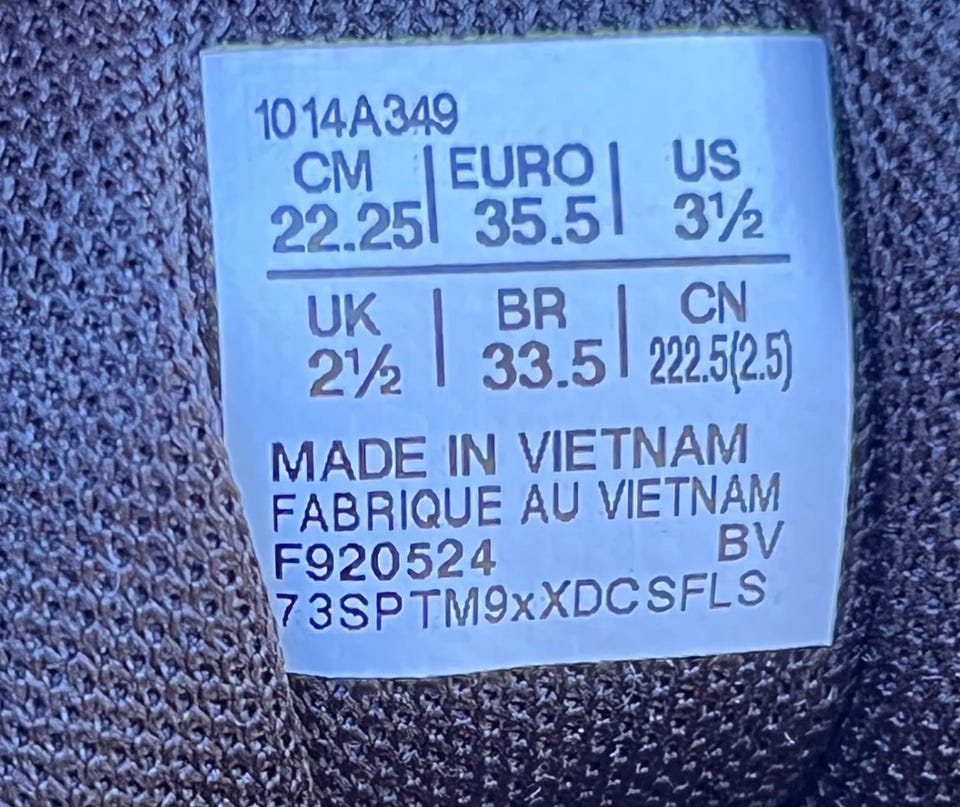 1014A349
CM | EURO | US
22.25 | 35.5 | 3½
UK | BR | CN
2½ | 33.5 | 222.5(2.5)
MADE IN VIETNAM
FABRIQUE AU VIETNAM
F920524 BV
73SPTM9xXDCSFLS